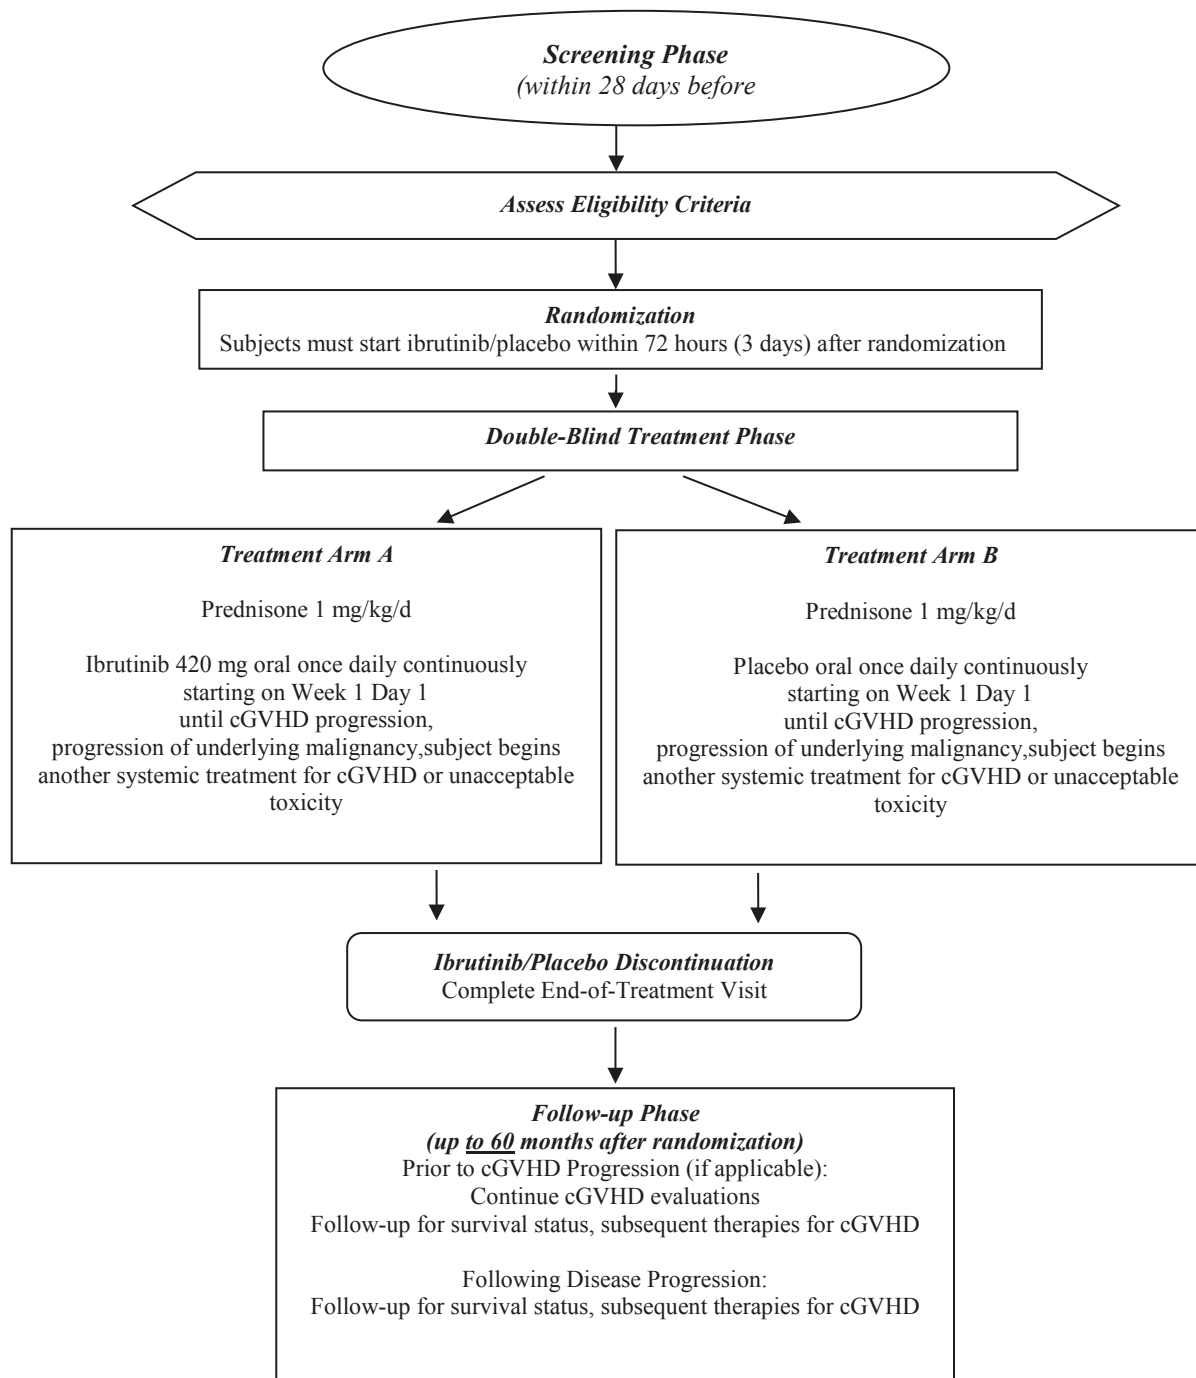 Screening Phase
(within 28 days before
Assess Eligibility Criteria
Randomization
Subjects must start ibrutinib/placebo within 72 hours (3 days) after randomization
Double-Blind Treatment Phase
Treatment Arm A
Prednisone 1 mg/kg/d
Ibrutinib 420 mg oral once daily continuously
starting on Week 1 Day 1
until cGVHD progression,
progression of underlying malignancy,subject begins
another systemic treatment for cGVHD or unacceptable
toxicity
Treatment Arm B
Prednisone 1 mg/kg/d
Placebo oral once daily continuously
starting on Week 1 Day 1
until cGVHD progression,
progression of underlying malignancy,subject begins
another systemic treatment for cGVHD or unacceptable
toxicity
Ibrutinib/Placebo Discontinuation
Complete End-of-Treatment Visit
Follow-up Phase
(up to 60 months after randomization)
Prior to cGVHD Progression (if applicable):
Continue cGVHD evaluations
Follow-up for survival status, subsequent therapies for cGVHD
Following Disease Progression:
Follow-up for survival status, subsequent therapies for cGVHD